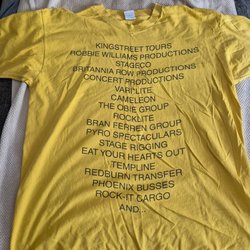 KINGSTREET TOURS
ROBBIE WILLIAMS PRODUCTIONS
STAGECO
BRITANNIA ROW PRODUCTIONS
CONCERT PRODUCTIONS
VARI*LITE
CAMELEON
THE OBIE GROUP
ROCKLITE
BRAN FERREN GROUP
PYRO SPECTACULARS
STAGE RIGGING
EAT YOUR HEARTS OUT
TEMPLINE
REDBURN TRANSFER
PHOENIX BUSSES
ROCK-IT CARGO
AND...